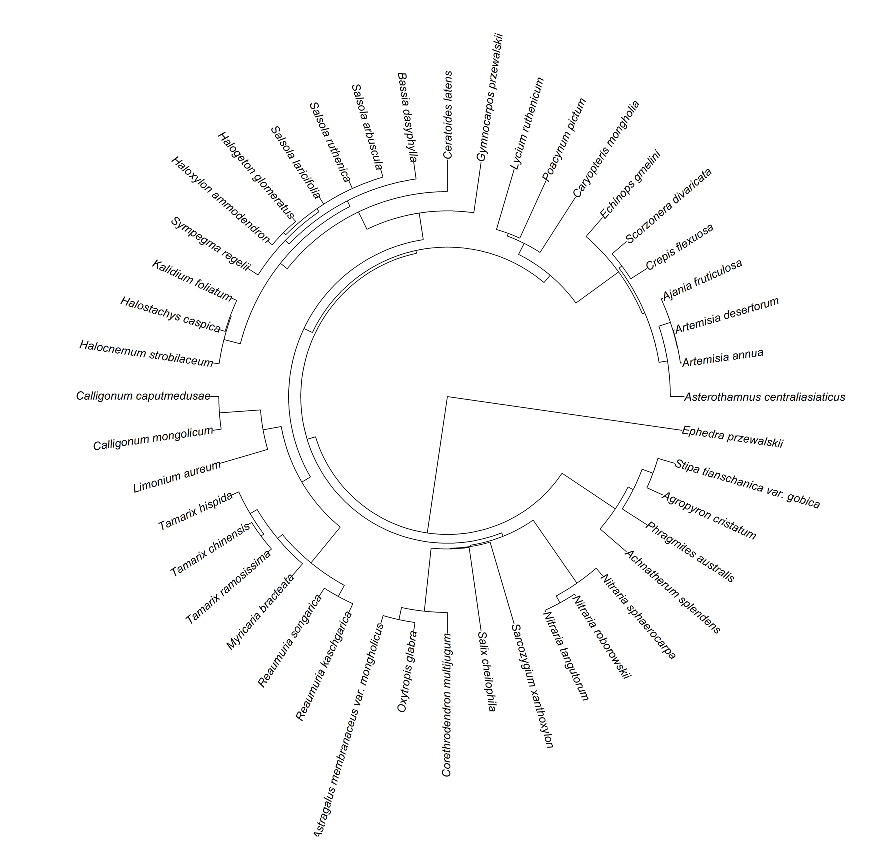 Gymnocarpos przewalskii
Lycium ruthenicum
Poacynum pictum
Caryopteris mongholia
Echinops gmelini
Scorzonera divaricata
Crepis flexuosa
Ajania fruticulosa
Artemisia desertorum
Artemisia annua
Asterothamnus centraliasiaticus
Ephedra przewalskii
Stipa tianschanica var. gobica
Agropyron cristatum
Phragmites australis
Achnatherum splendens
Nitraria sphaerocarpa
Nitraria roborowskii
Nitraria tangutorum
Sarcozygium xanthoxylon
Salix cheilophila
Corethrodendron multijugum
Oxytropis glabra
Astragalus membranaceus var. mongholicus
Reaumuria kaschgarica
Reaumuria songarica
Myricaria bracteata
Tamarix ramosissima
Tamarix chinensis
Tamarix hispida
Limonium aureum
Calligonum mongolicum
Calligonum caputmedusae
Halocnemum strobilaceum
Halostachys caspica
Kalidium foliatum
Sympegma regelii
Haloxylon ammodendron
Halogeton glomeratus
Salsola laricifolia
Salsola ruthenica
Salsola arbuscula
Bassia dasyphylla
Ceratoides latens